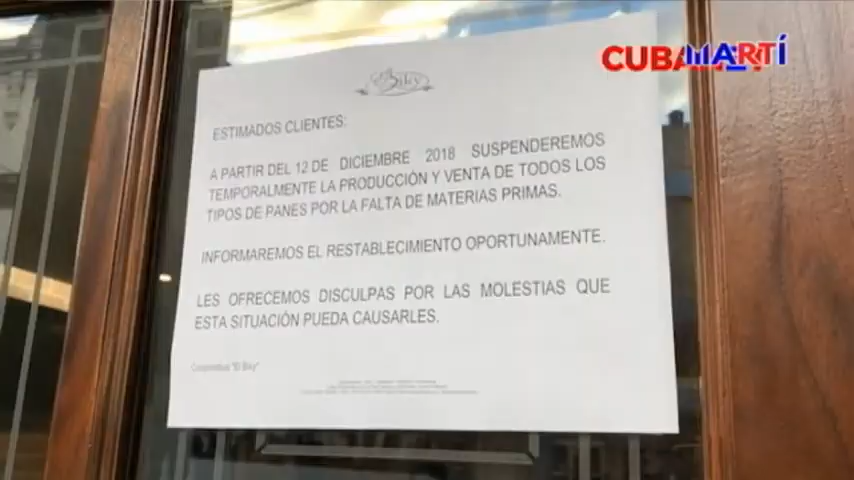 CUBA MARTÍ
ESTIMADOS CLIENTES:
A PARTIR DEL 12 DE DICIEMBRE 2018 SUSPENDEREMOS
TEMPORALMENTE LA PRODUCCIÓN Y VENTA DE TODOS LOS
TIPOS DE PANES POR LA FALTA DE MATERIAS PRIMAS.
INFORMAREMOS EL RESTABLECIMIENTO OPORTUNAMENTE.
LES OFRECEMOS DISCULPAS POR LAS MOLESTIAS QUE
ESTA SITUACIÓN PUEDA CAUSARLES.